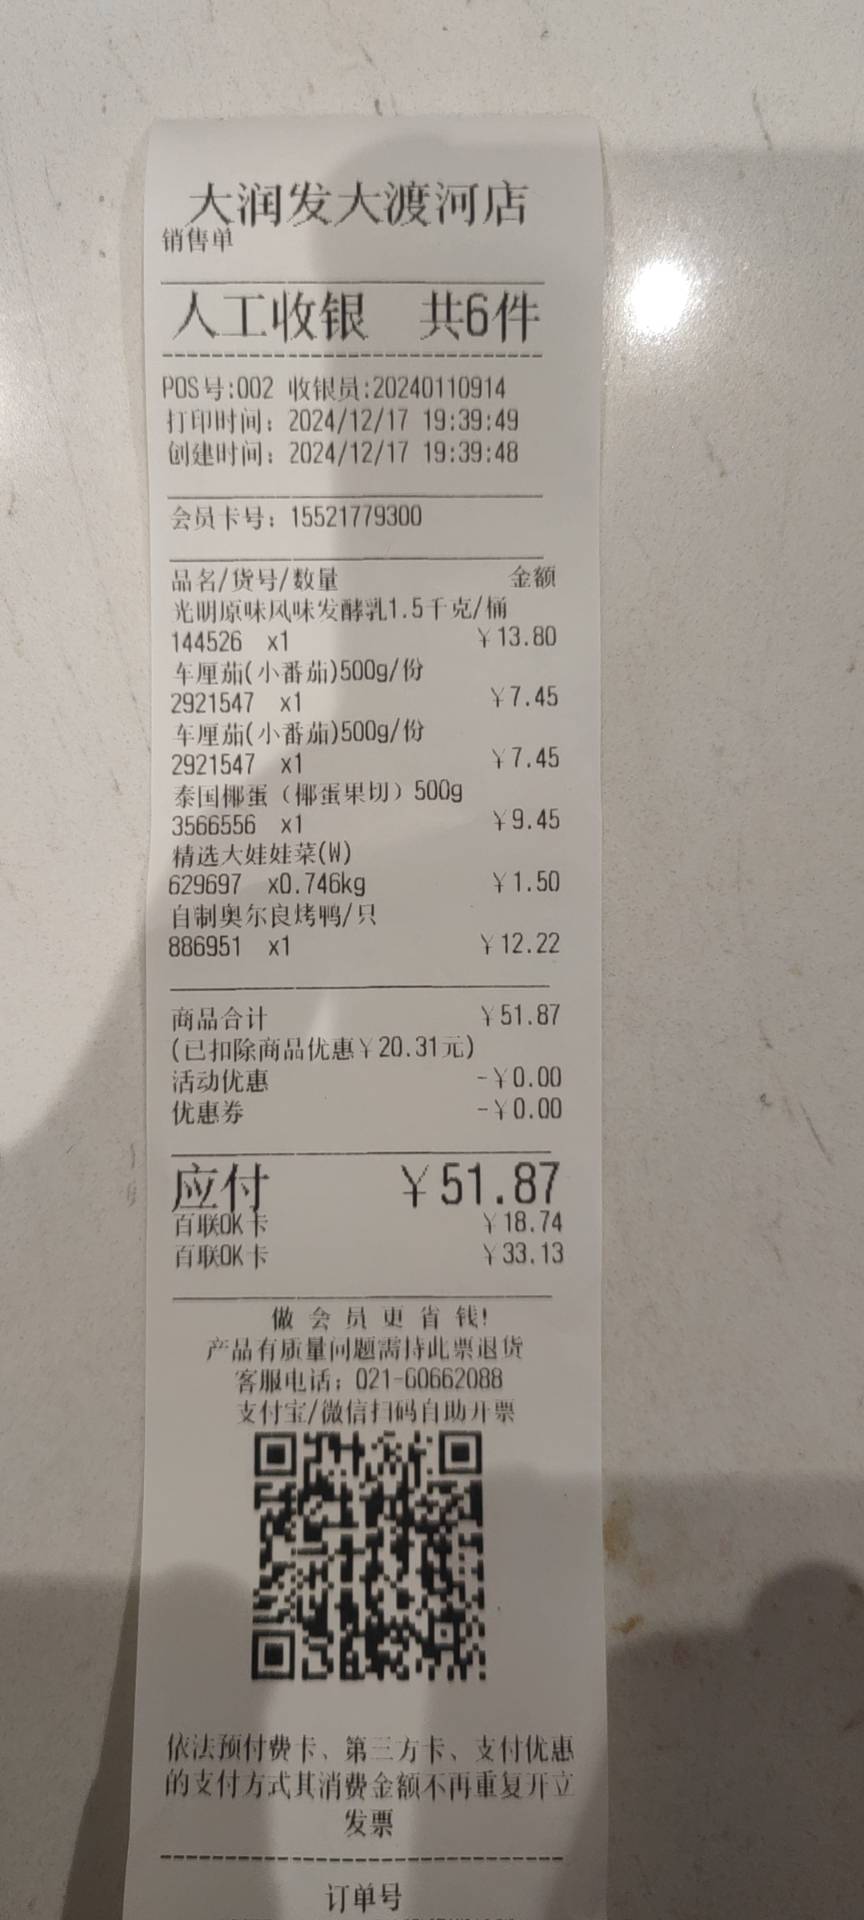 大润发大渡河店
销售单
人工收银 共6件
POS号:002 收银员:20240110914
打印时间: 2024/12/17 19:39:49
创建时间: 2024/12/17 19:39:48
会员卡号: 15521779300
品名/货号/数量 金额
光明原味风味发酵乳1.5千克/桶
144526 x1 ¥13.80
车厘茄(小番茄)500g/份
2921547 x1 ¥7.45
车厘茄(小番茄)500g/份
2921547 x1 ¥7.45
泰国椰蛋（椰蛋果切）500g
3566556 x1 ¥9.45
精选大娃娃菜(W)
629697 x0.746kg ¥1.50
自制奥尔良烤鸭/只
886951 x1 ¥12.22
商品合计 ¥51.87
(已扣除商品优惠¥20.31元)
活动优惠 -¥0.00
优惠券 -¥0.00
应付 ¥51.87
百联OK卡 ¥18.74
百联OK卡 ¥33.13
做会员更省钱!
产品有质量问题需持此票退货
客服电话: 021-60662088
支付宝/微信扫码自助开票
依法预付费卡、第三方卡、支付优惠
的支付方式其消费金额不再重复开立
发票
订单号